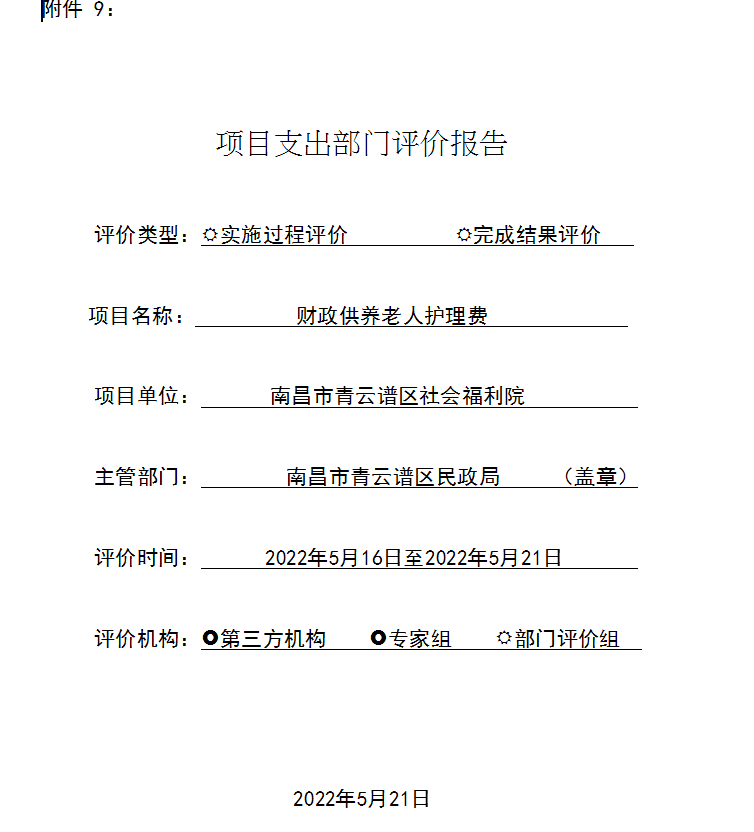 附件 9：
项目支出部门评价报告
评价类型：☼实施过程评价 ☼完成结果评价
项目名称： 财政供养老人护理费
项目单位： 南昌市青云谱区社会福利院
主管部门： 南昌市青云谱区民政局 （盖章）
评价时间： 2022年5月16日至2022年5月21日
评价机构：⭘第三方机构 ⭘专家组 ☼部门评价组
2022年5月21日